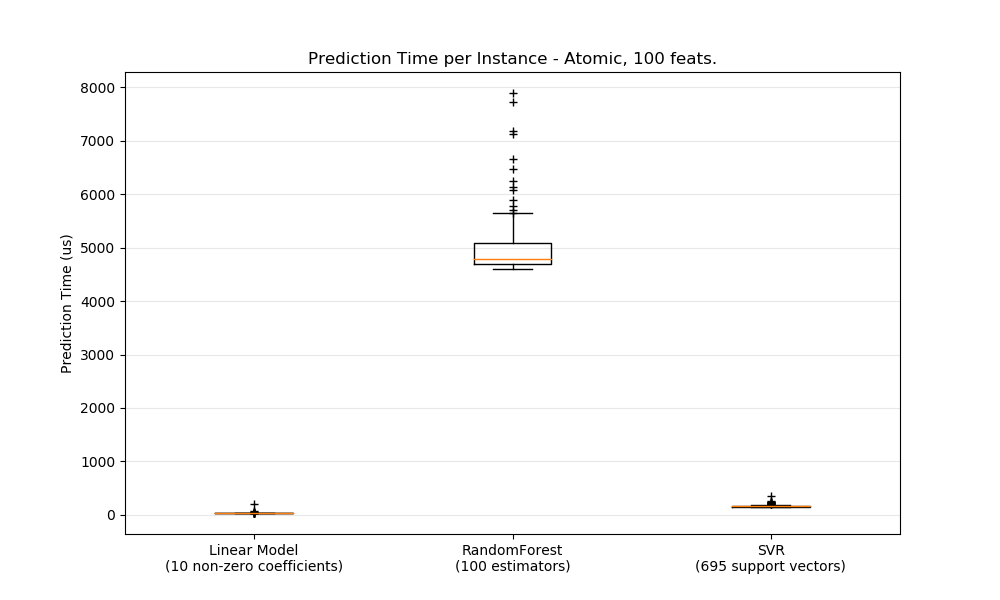 Prediction Time per Instance - Atomic, 100 feats.
Prediction Time (us)
8000
7000
6000
5000
4000
3000
2000
1000
0
Linear Model
(10 non-zero coefficients)
RandomForest
(100 estimators)
SVR
(695 support vectors)